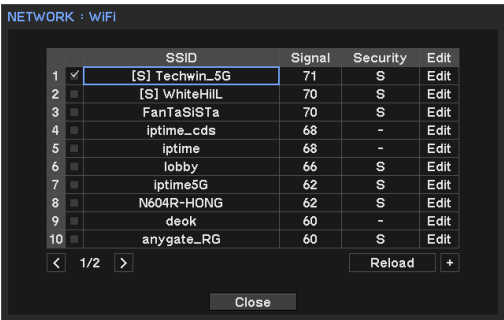 NETWORK : WiFi
SSID Signal Security Edit
1 [S] Techwin_5G 71 S Edit
2 [S] WhiteHilL 70 S Edit
3 FanTaSiSTa 70 S Edit
4 iptime_cds 68 - Edit
5 iptime 68 - Edit
6 lobby 66 S Edit
7 iptime5G 62 S Edit
8 N604R-HONG 62 S Edit
9 deok 60 - Edit
10 anygate_RG 60 S Edit
< 1/2 > Reload +
Close